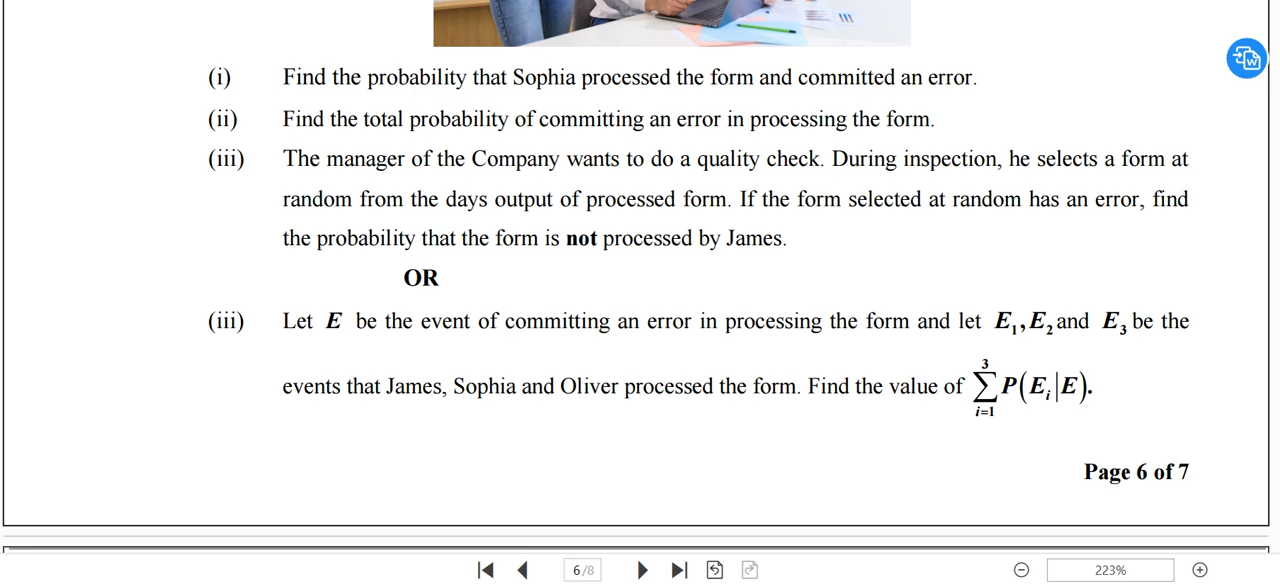 (i) Find the probability that Sophia processed the form and committed an error.
(ii) Find the total probability of committing an error in processing the form.
(iii) The manager of the Company wants to do a quality check. During inspection, he selects a form at
random from the days output of processed form. If the form selected at random has an error, find
the probability that the form is not processed by James.
OR
(iii) Let E be the event of committing an error in processing the form and let E₁, E₂ and E₃ be the
events that James, Sophia and Oliver processed the form. Find the value of ∑_{i=1}^{3} P(Eᵢ|E).
Page 6 of 7
6/8
223%